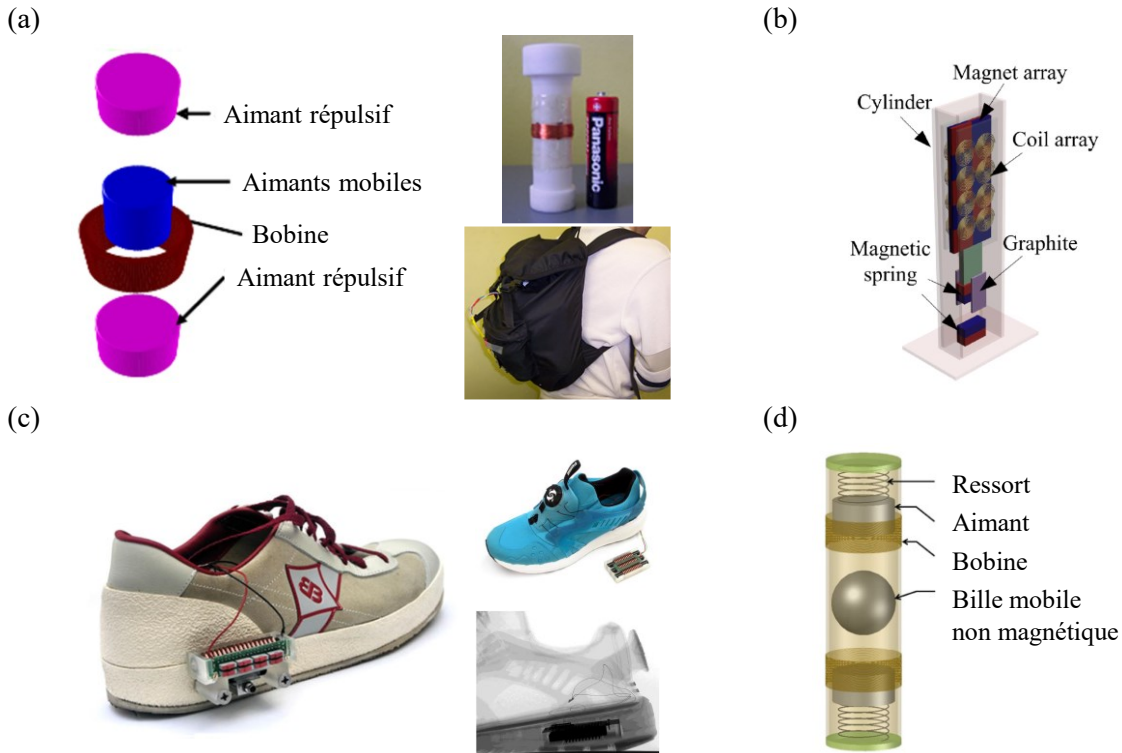 (a)
Aimant répulsif
Aimants mobiles
Bobine
Aimant répulsif
Panasonic
(b)
Magnet array
Cylinder
Coil array
Magnetic
spring
Graphite
(c)
(d)
Ressort
Aimant
Bobine
Bille mobile
non magnétique